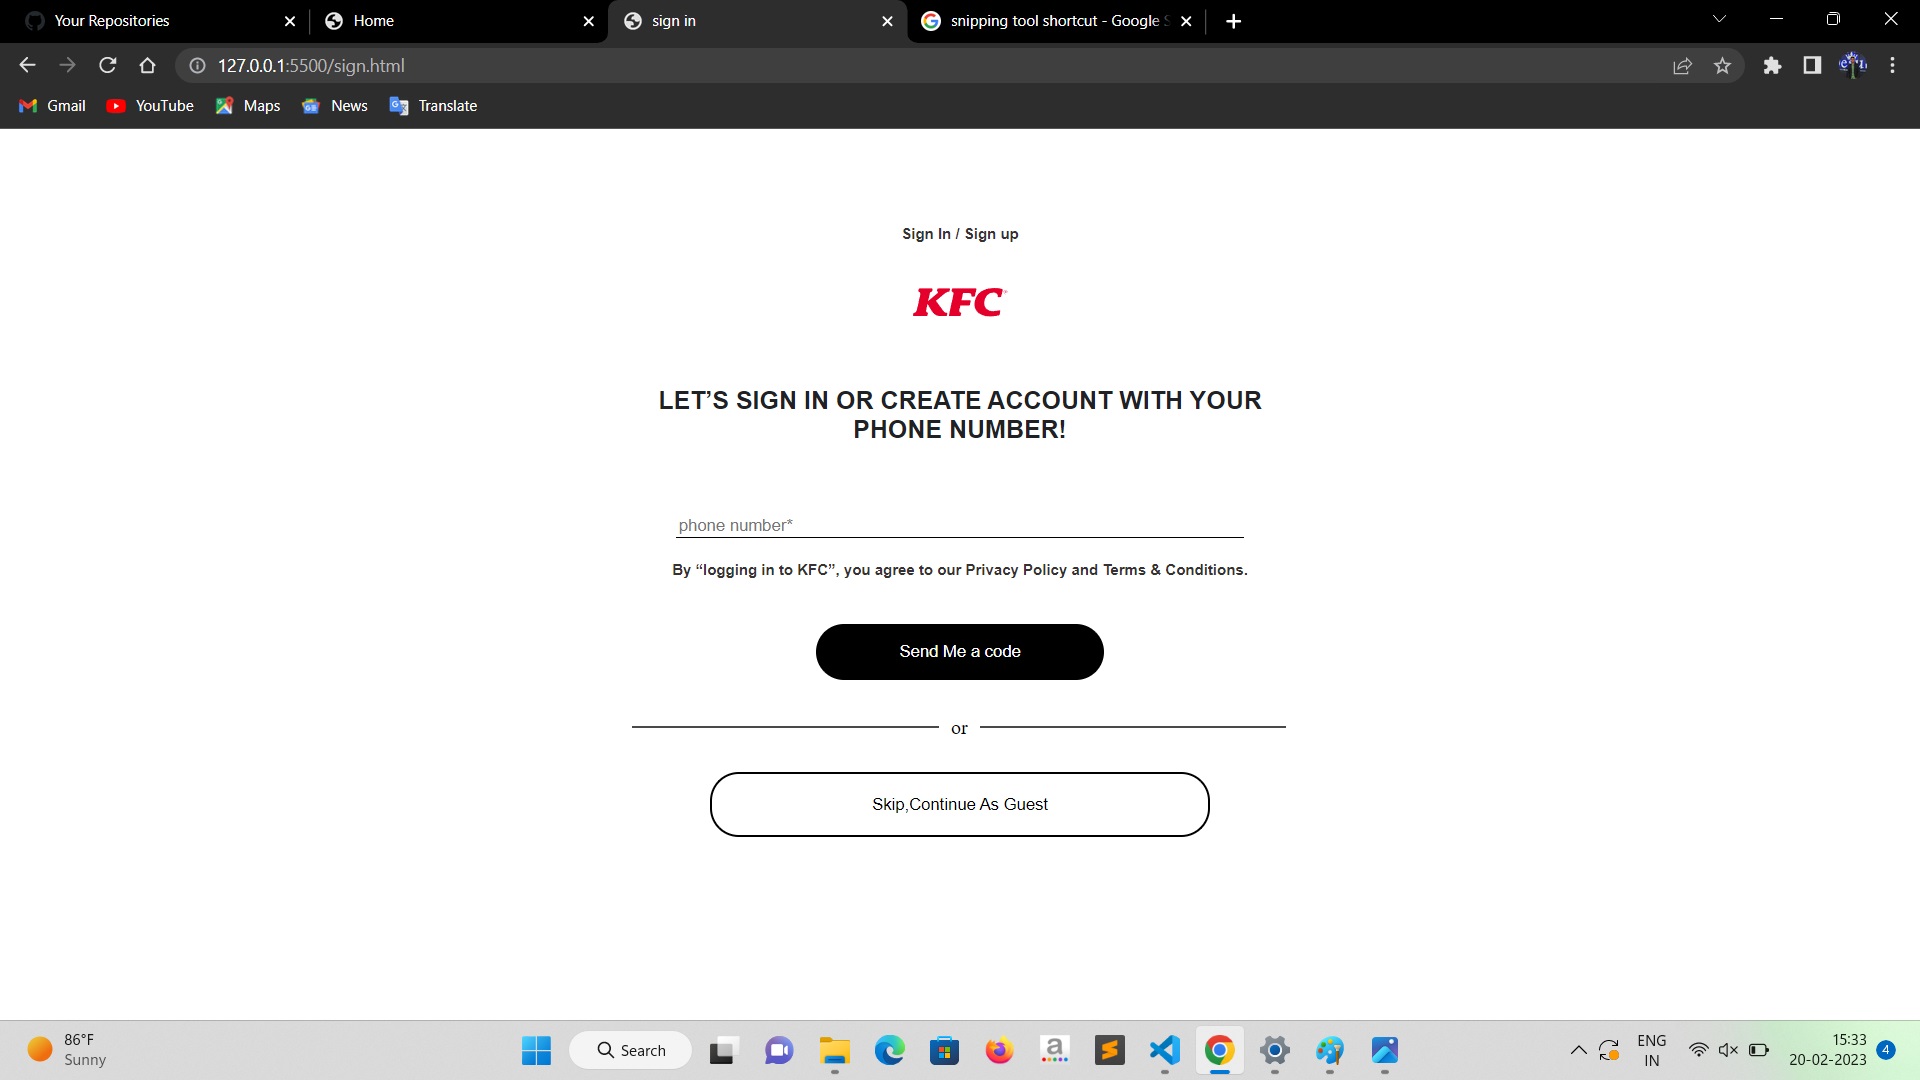 Your Repositories
Home
sign in
snipping tool shortcut - Google S
127.0.0.1:5500/sign.html
Gmail
YouTube
Maps
News
Translate
Sign In / Sign up
KFC
LET’S SIGN IN OR CREATE ACCOUNT WITH YOUR
PHONE NUMBER!
phone number*
By “logging in to KFC”, you agree to our Privacy Policy and Terms & Conditions.
Send Me a code
or
Skip,Continue As Guest
86°F
Sunny
Search
ENG
IN
15:33
20-02-2023
4